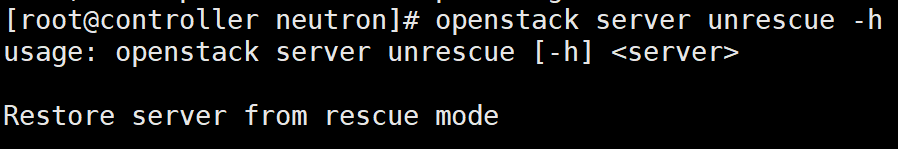 [root@controller neutron]# openstack server unrescue -h
usage: openstack server unrescue [-h] <server>
Restore server from rescue mode